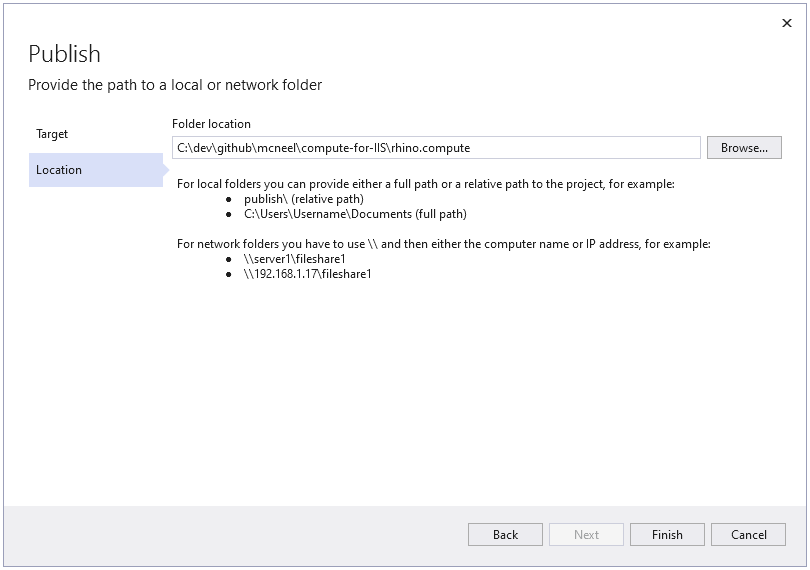 Publish
Provide the path to a local or network folder
Target
Location
Folder location
C:\dev\github\mcneel\compute-for-IIS\rhino.compute
Browse...
For local folders you can provide either a full path or a relative path to the project, for example:
● publish\ (relative path)
● C:\Users\Username\Documents (full path)
For network folders you have to use \\ and then either the computer name or IP address, for example:
● \\server1\fileshare1
● \\192.168.1.17\fileshare1
Back
Next
Finish
Cancel